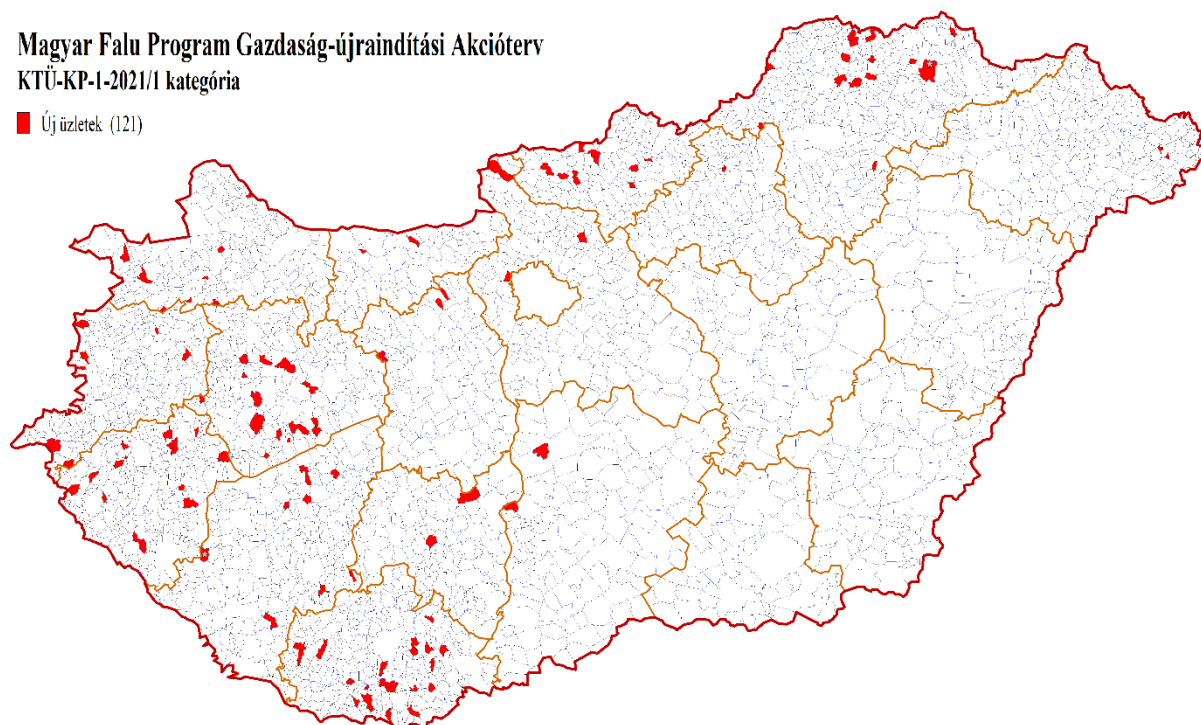 Magyar Falu Program Gazdaság-újraindítási Akcióterv
KTÜ-KP-1-2021/1 kategória
Új üzletek (121)